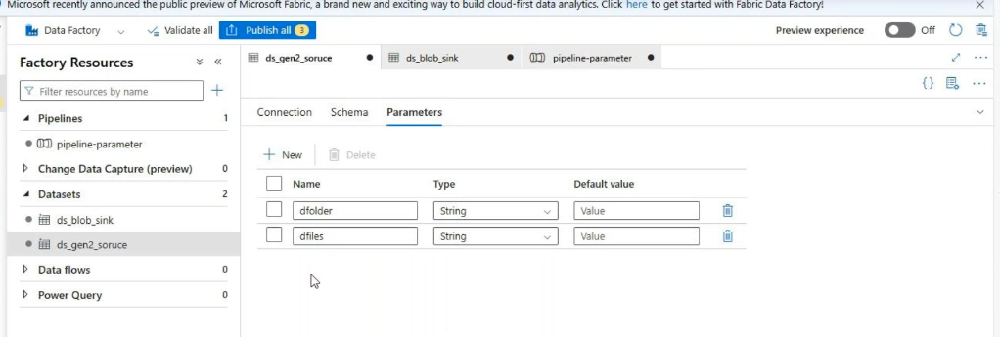 Microsoft recently announced the public preview of Microsoft Fabric, a brand new and exciting way to build cloud-first data analytics. Click here to get started with Fabric Data Factory!
Data Factory Validate all Publish all 3 Preview experience Off
Factory Resources
Filter resources by name
Pipelines 1
pipeline-parameter
Change Data Capture (preview) 0
Datasets 2
ds_blob_sink
ds_gen2_soruce
Data flows 0
Power Query 0
ds_gen2_soruce ds_blob_sink pipeline-parameter
Connection Schema Parameters
New Delete
Name Type Default value
dfolder String Value
dfiles String Value